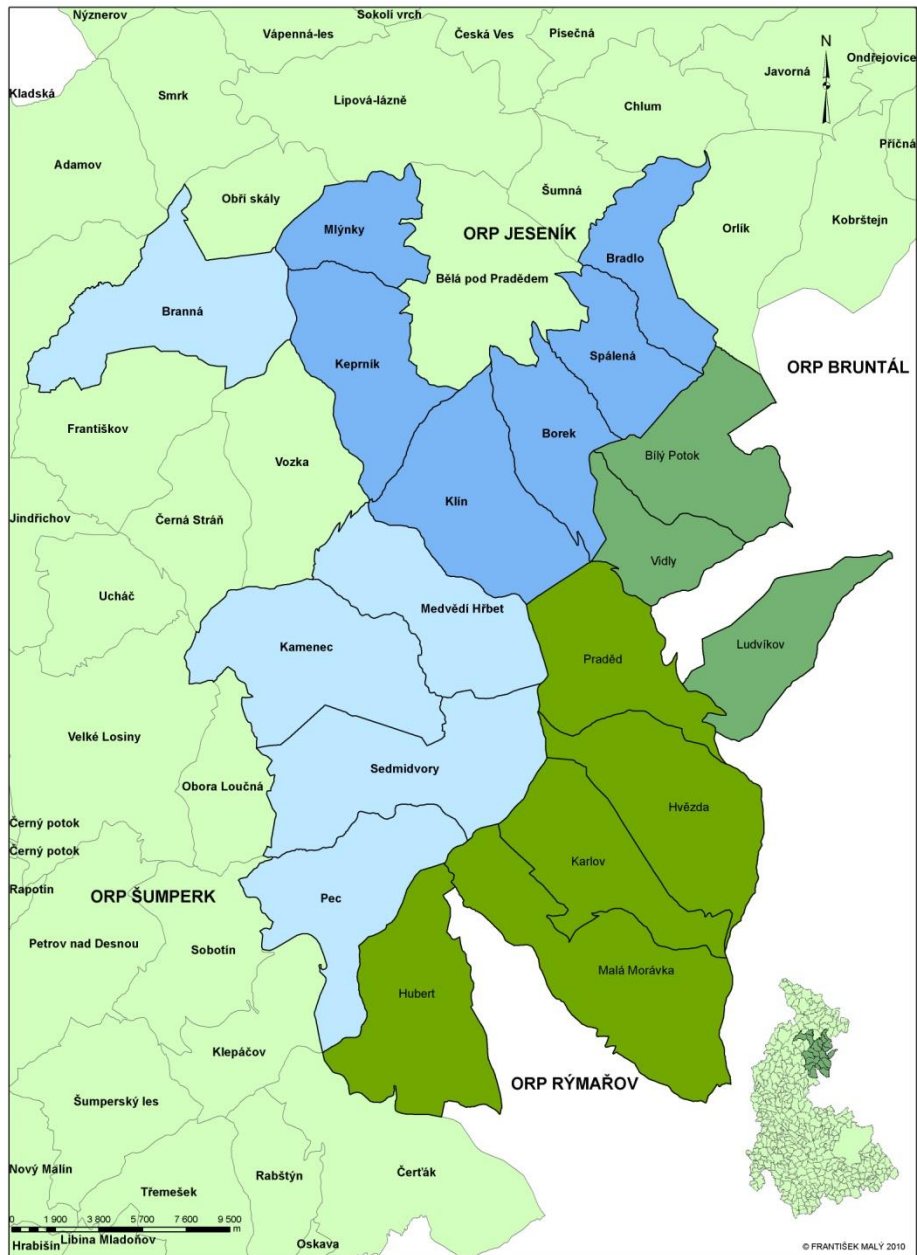 Nýznerov
Sokolí vrch
Vápenná-les
Česká Ves
Písečná
N
Ondřejovice
Javorná
Kladská
Smrk
Lipová-lázně
Chlum
Příčná
Adamov
Obří skály
Šumná
Kobrštejn
Mlýnky
ORP JESENÍK
Orlík
Bradlo
Bělá pod Pradědem
Branná
Keprník
Spálená
ORP BRUNTÁL
Františkov
Borek
Vozka
Bílý Potok
Klín
Jindřichov
Černá Stráň
Vidly
Ucháč
Medvědí Hřbet
Kamenec
Ludvíkov
Praděd
Velké Losiny
Sedmidvory
Obora Loučná
Hvězda
Černý potok
Černý potok
Karlov
Rapotín
ORP ŠUMPERK
Pec
Petrov nad Desnou
Sobotín
Malá Morávka
Hubert
Klepáčov
ORP RÝMAŘOV
Šumperský les
Nový Malín
Rabštýn
Čerťák
Třemešek
0 1 900 3 800 5 700 7 600 9 500
m
Libina Mladoňov
Hrabišín
Oskava
© FRANTIŠEK MALÝ 2010